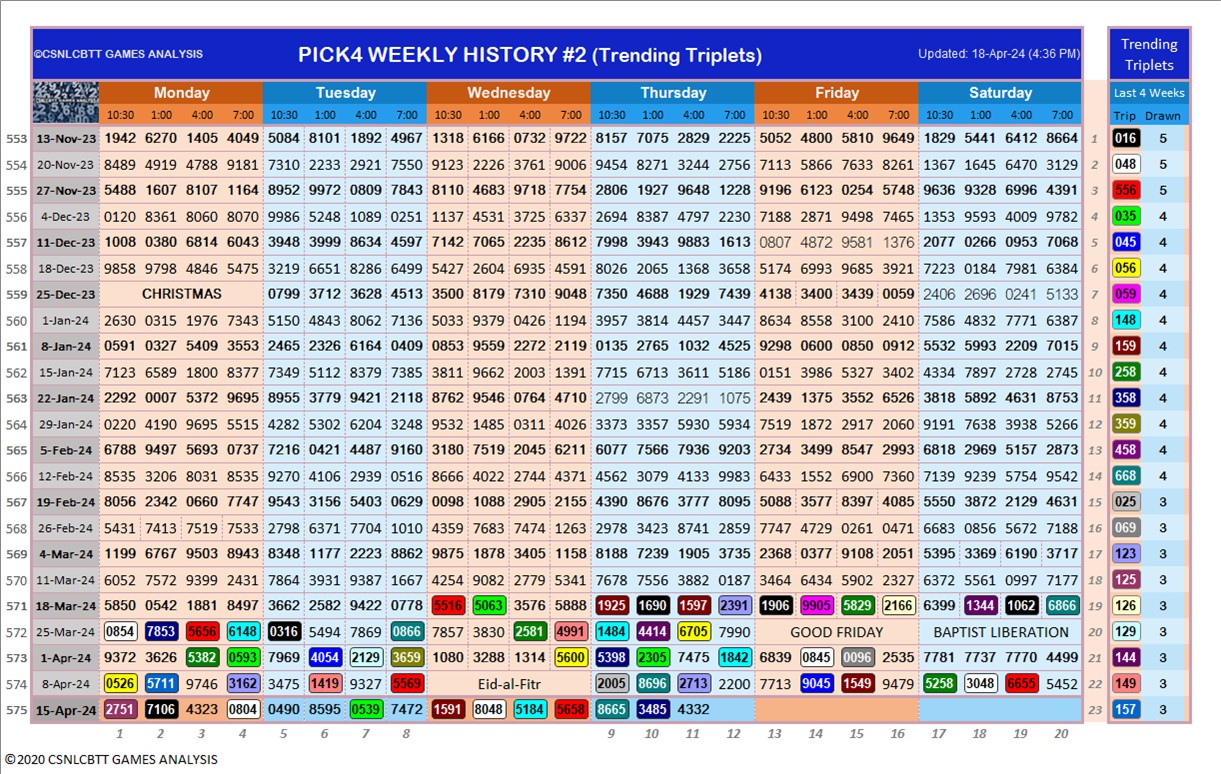 ©CSNLCBTT GAMES ANALYSIS PICK4 WEEKLY HISTORY #2 (Trending Triplets) Updated: 18-Apr-24 (4:36 PM) Trending Triplets
Monday Tuesday Wednesday Thursday Friday Saturday Last 4 Weeks
10:30 1:00 4:00 7:00 10:30 1:00 4:00 7:00 10:30 1:00 4:00 7:00 10:30 1:00 4:00 7:00 10:30 1:00 4:00 7:00 10:30 1:00 4:00 7:00 Trip Drawn
553 13-Nov-23 1942 6270 1405 4049 5084 8101 1892 4967 1318 6166 0732 9722 8157 7075 2829 2225 5052 4800 5810 9649 1829 5441 6412 8664 1 016 5
554 20-Nov-23 8489 4919 4788 9181 7310 2233 2921 7550 9123 2226 3761 9006 9454 8271 3244 2756 7113 5866 7633 8261 1367 1645 6470 3129 2 048 5
555 27-Nov-23 5488 1607 8107 1164 8952 9972 0809 7843 8110 4683 9718 7754 2806 1927 9648 1228 9196 6123 0254 5748 9636 9328 6996 4391 3 556 5
556 4-Dec-23 0120 8361 8060 8070 9986 5248 1089 0251 1137 4531 3725 6337 2694 8387 4797 2230 7188 2871 9498 7465 1353 9593 4009 9782 4 035 4
557 11-Dec-23 1008 0380 6814 6043 3948 3999 8634 4597 7142 7065 2235 8612 7998 3943 9883 1613 0807 4872 9581 1376 2077 0266 0953 7068 5 045 4
558 18-Dec-23 9858 9798 4846 5475 3219 6651 8286 6499 5427 2604 6935 4591 8026 2065 1368 3658 5174 6993 9685 3921 7223 0184 7981 6384 6 056 4
559 25-Dec-23 CHRISTMAS 0799 3712 3628 4513 3500 8179 7310 9048 7350 4688 1929 7439 4138 3400 3439 0059 2406 2696 0241 5133 7 059 4
560 1-Jan-24 2630 0315 1976 7343 5150 4843 8062 7136 5033 9379 0426 1194 3957 3814 4457 3447 8634 8558 3100 2410 7586 4832 7771 6387 8 148 4
561 8-Jan-24 0591 0327 5409 3553 2465 2326 6164 0409 0853 9559 2272 2119 0135 2765 1032 4525 9298 0600 0850 0912 5532 5993 2209 7015 9 159 4
562 15-Jan-24 7123 6589 1800 8377 7349 5112 8379 7385 3811 9662 2003 1391 7715 6713 3611 5186 0151 3986 5327 3402 4334 7897 2728 2745 10 258 4
563 22-Jan-24 2292 0007 5372 9695 8955 3779 9421 2118 8762 9546 0764 4710 2799 6873 2291 1075 2439 1375 3552 6526 3818 5892 4631 8753 11 358 4
564 29-Jan-24 0220 4190 9695 5515 4282 5302 6204 3248 9532 1485 0311 4026 3373 3357 5930 5934 7519 1872 2917 2060 9191 7638 3938 5266 12 359 4
565 5-Feb-24 6788 9497 5693 0737 7216 0421 4487 9160 3180 7519 2045 6211 6077 7566 7936 9203 2734 3499 8547 2993 6818 2969 5157 2873 13 458 4
566 12-Feb-24 8535 3206 8031 8535 9270 4106 2939 0516 8666 4022 2744 4371 4562 3079 4133 9983 6433 1552 6900 7360 7139 9239 5754 9542 14 668 4
567 19-Feb-24 8056 2342 0660 7747 9543 3156 5403 0629 0098 1088 2905 2155 4390 8676 3777 8095 5088 3577 8397 4085 5550 3872 2129 4631 15 025 3
568 26-Feb-24 5431 7413 7519 7533 2798 6371 7704 1010 4359 7683 7474 1263 2978 3423 8741 2859 7747 4729 0261 0471 6683 0856 5672 7188 16 069 3
569 4-Mar-24 1199 6767 9503 8943 8348 1177 2223 8862 9875 1878 3405 1158 8188 7239 1905 3735 2368 0377 9108 2051 5395 3369 6190 3717 17 123 3
570 11-Mar-24 6052 7572 9399 2431 7864 3931 9387 1667 4254 9082 2779 5341 7678 7556 3882 0187 3464 6434 5902 2327 6372 5561 0997 7177 18 125 3
571 18-Mar-24 5850 0542 1881 8497 3662 2582 9422 0778 5516 5063 3576 5888 1925 1690 1597 2391 1906 9905 5829 2166 6399 1344 1062 6866 19 126 3
572 25-Mar-24 0854 7853 5656 6148 0316 5494 7869 0866 7857 3830 2581 4991 1484 4414 6705 7990 GOOD FRIDAY BAPTIST LIBERATION 20 129 3
573 1-Apr-24 9372 3626 5382 0593 7969 4054 2129 3659 1080 3288 1314 5600 5398 2305 7475 1842 6839 0845 0096 2535 7781 7737 7770 4499 21 144 3
574 8-Apr-24 0526 5711 9746 3162 3475 1419 9327 5569 Eid-al-Fitr 2005 8696 2713 2200 7713 9045 1549 9479 5258 3048 6655 5452 22 149 3
575 15-Apr-24 2751 7106 4323 0804 0490 8595 0539 7472 1591 8048 5184 5658 8665 3485 4332 23 157 3
1 2 3 4 5 6 7 8 9 10 11 12 13 14 15 16 17 18 19 20
©2020 CSNLCBTT GAMES ANALYSIS